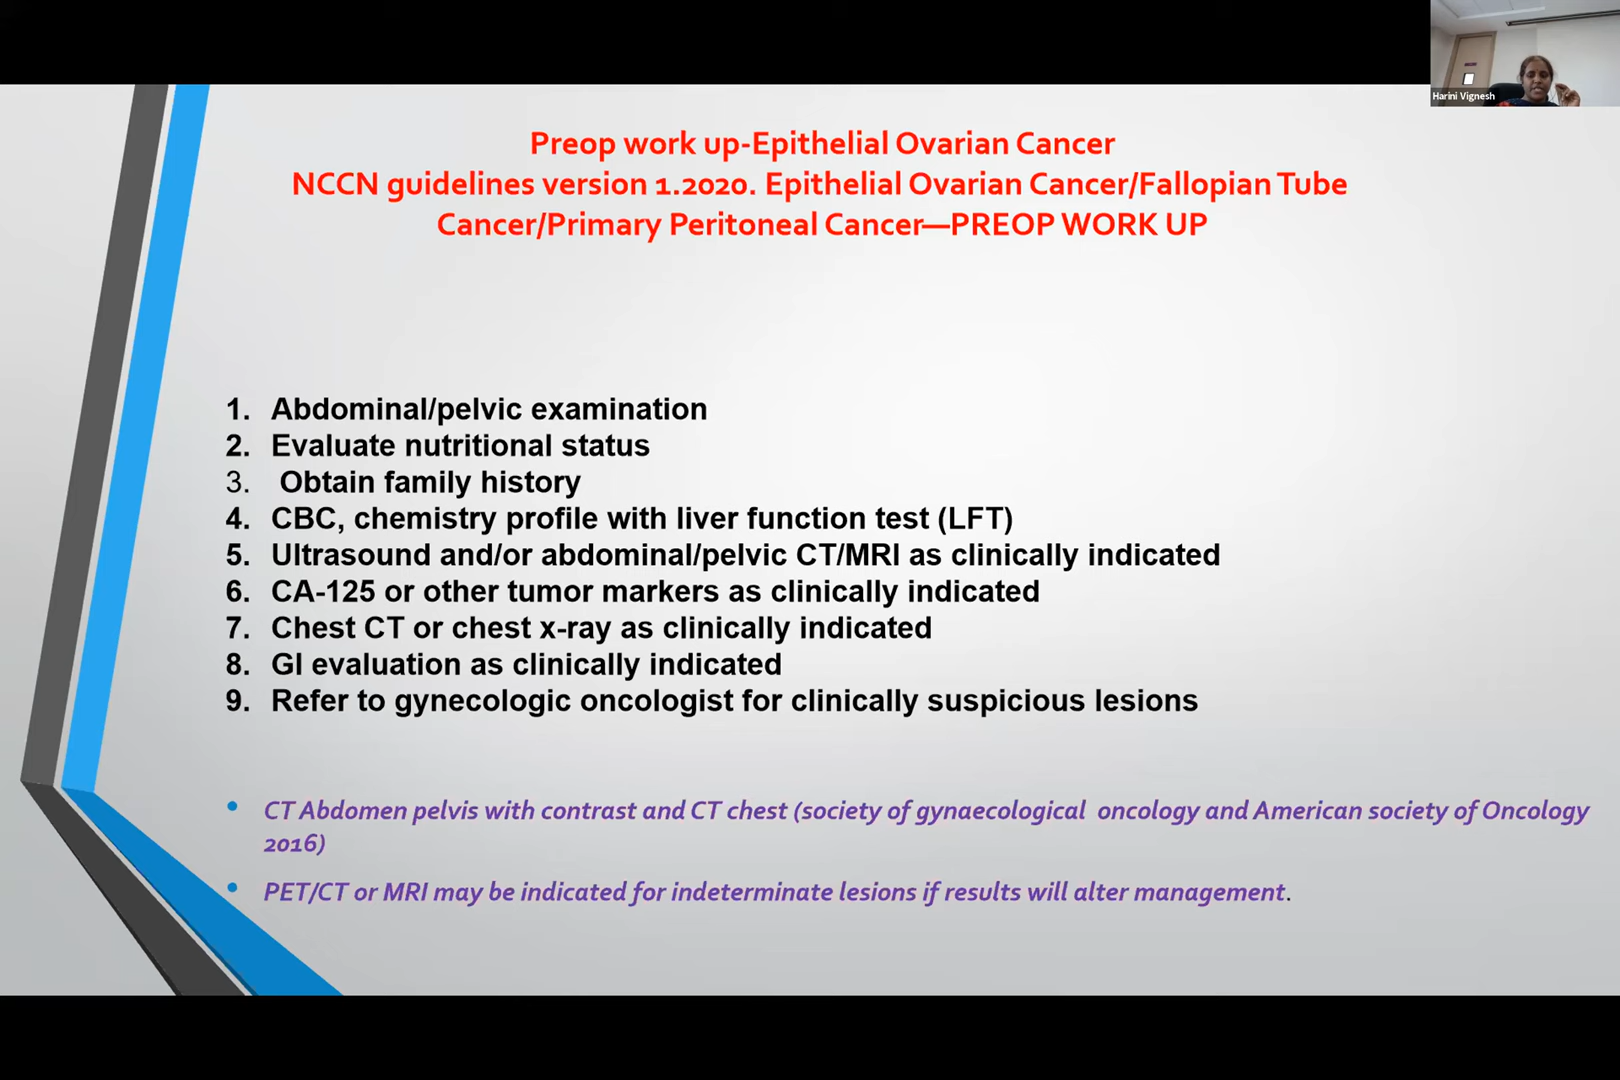 Harini Vignesh
Preop work up-Epithelial Ovarian Cancer
NCCN guidelines version 1.2020. Epithelial Ovarian Cancer/Fallopian Tube
Cancer/Primary Peritoneal Cancer—PREOP WORK UP
1. Abdominal/pelvic examination
2. Evaluate nutritional status
3. Obtain family history
4. CBC, chemistry profile with liver function test (LFT)
5. Ultrasound and/or abdominal/pelvic CT/MRI as clinically indicated
6. CA-125 or other tumor markers as clinically indicated
7. Chest CT or chest x-ray as clinically indicated
8. GI evaluation as clinically indicated
9. Refer to gynecologic oncologist for clinically suspicious lesions
• CT Abdomen pelvis with contrast and CT chest (society of gynaecological oncology and American society of Oncology
2016)
• PET/CT or MRI may be indicated for indeterminate lesions if results will alter management.